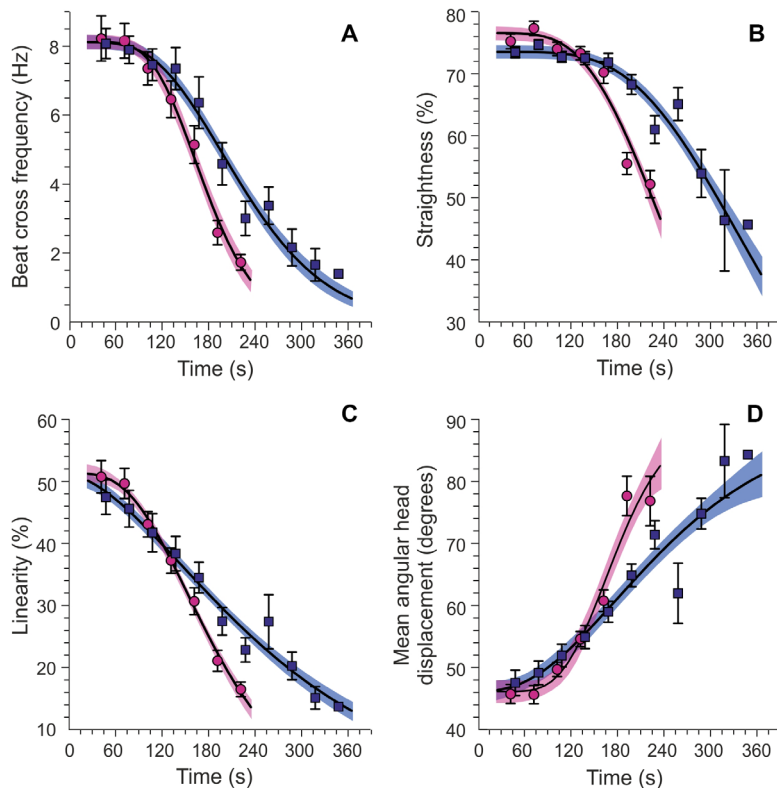 A
Beat cross frequency (Hz)
8
6
4
2
0
0 60 120 180 240 300 360
Time (s)
B
Straightness (%)
80
70
60
50
40
30
0 60 120 180 240 300 360
Time (s)
C
Linearity (%)
60
50
40
30
20
10
0 60 120 180 240 300 360
Time (s)
D
Mean angular head
displacement (degrees)
90
80
70
60
50
40
0 60 120 180 240 300 360
Time (s)